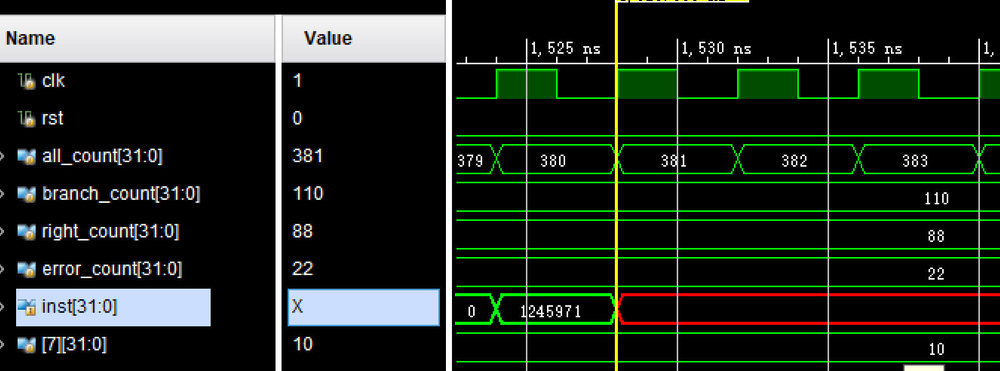 Name Value
1,525 ns 1,530 ns 1,535 ns 1,
clk 1
rst 0
all_count[31:0] 381 379 380 381 382 383
branch_count[31:0] 110 110
right_count[31:0] 88 88
error_count[31:0] 22 22
inst[31:0] X 0 1245971
[7][31:0] 10 10